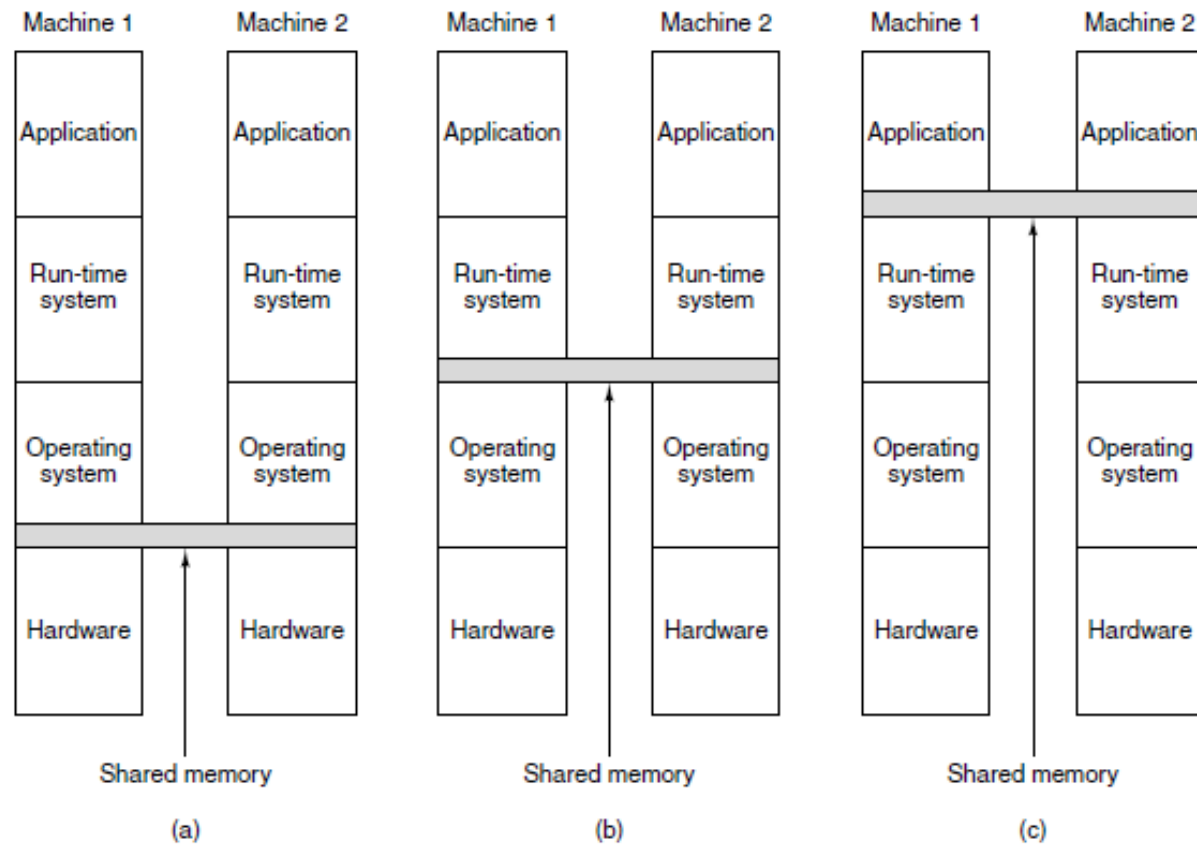 Machine 1 Machine 2 Machine 1 Machine 2 Machine 1 Machine 2
Application Application Application Application Application Application
Run-time Run-time Run-time Run-time Run-time Run-time
system system system system system system
Operating Operating Operating Operating Operating Operating
system system system system system system
Hardware Hardware Hardware Hardware Hardware Hardware
Shared memory Shared memory Shared memory
(a) (b) (c)